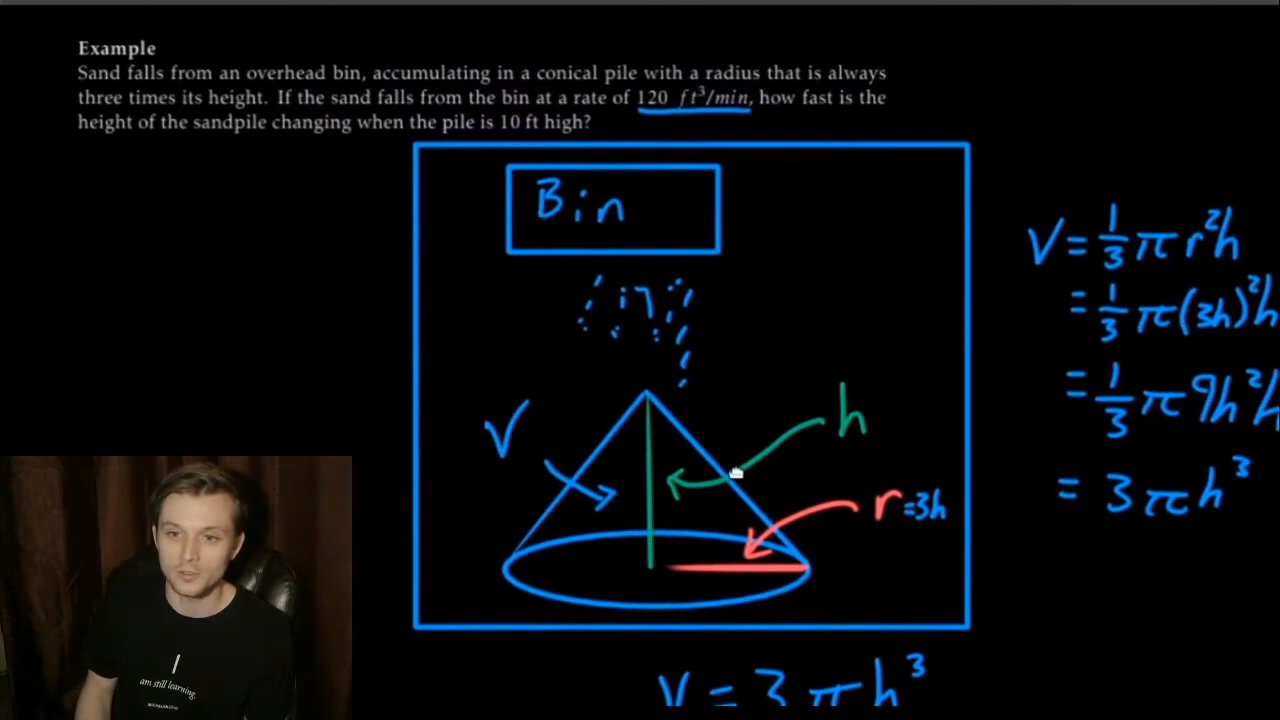 Example
Sand falls from an overhead bin, accumulating in a conical pile with a radius that is always
three times its height. If the sand falls from the bin at a rate of 120 ft³/min, how fast is the
height of the sandpile changing when the pile is 10 ft high?
Bin
V = 1/3 π r²h
= 1/3 π (3h)²h
= 1/3 π 9h²h
= 3πh³
V
h
r=3h
V = 3πh³
I
am still learning.